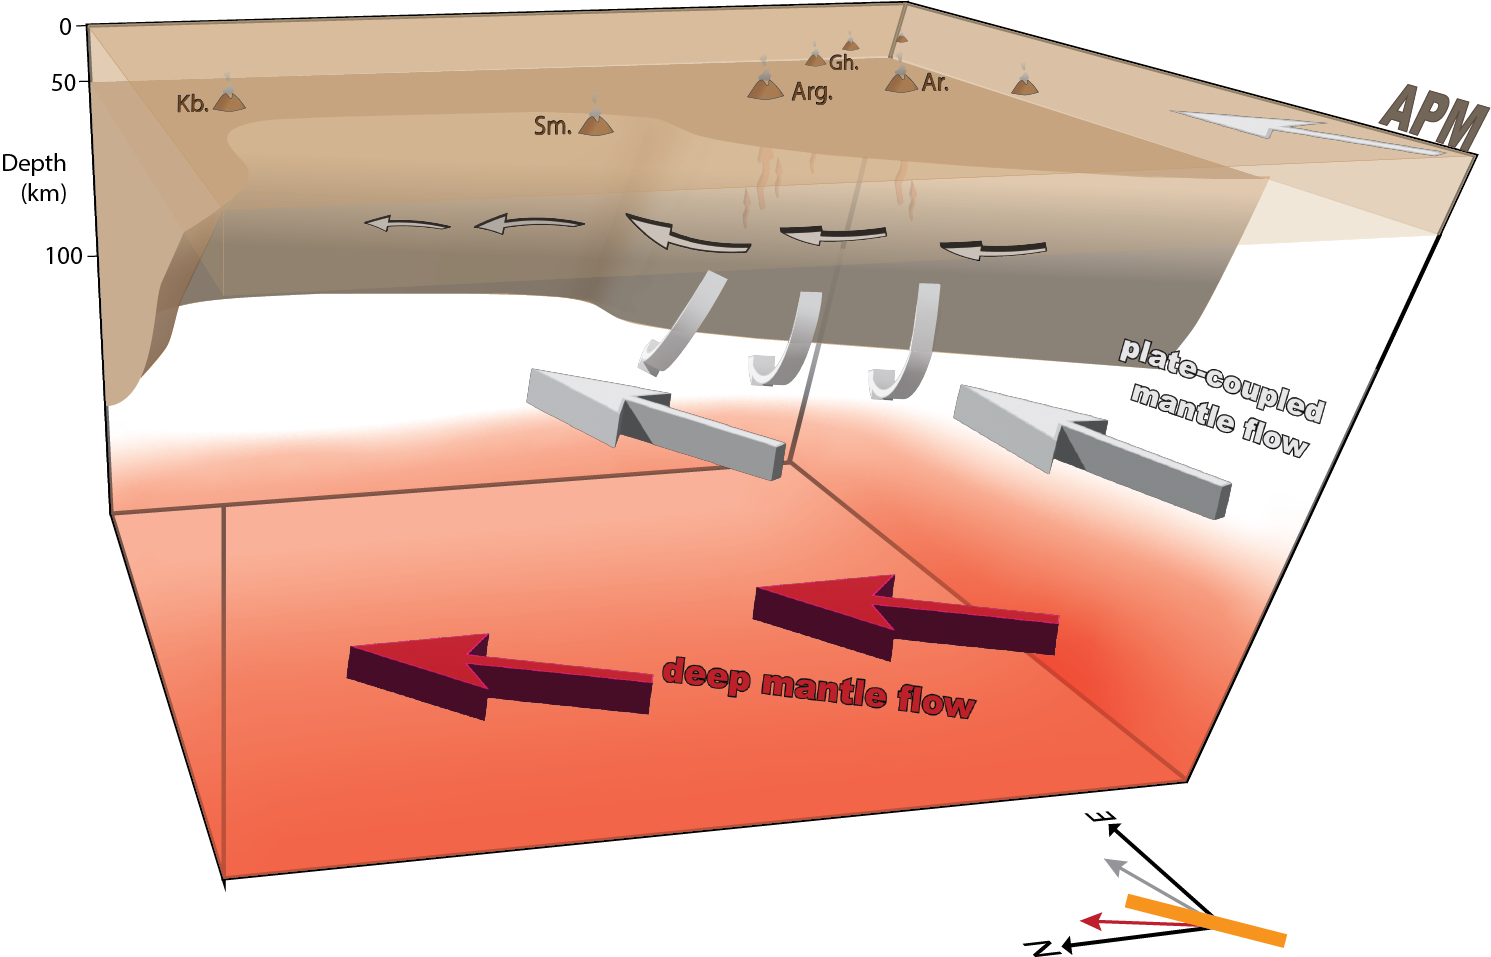 0
50
Depth
(km)
100
Kb.
Sm.
Arg.
Gh.
Ar.
APM
plate-coupled
mantle flow
deep mantle flow
E
N